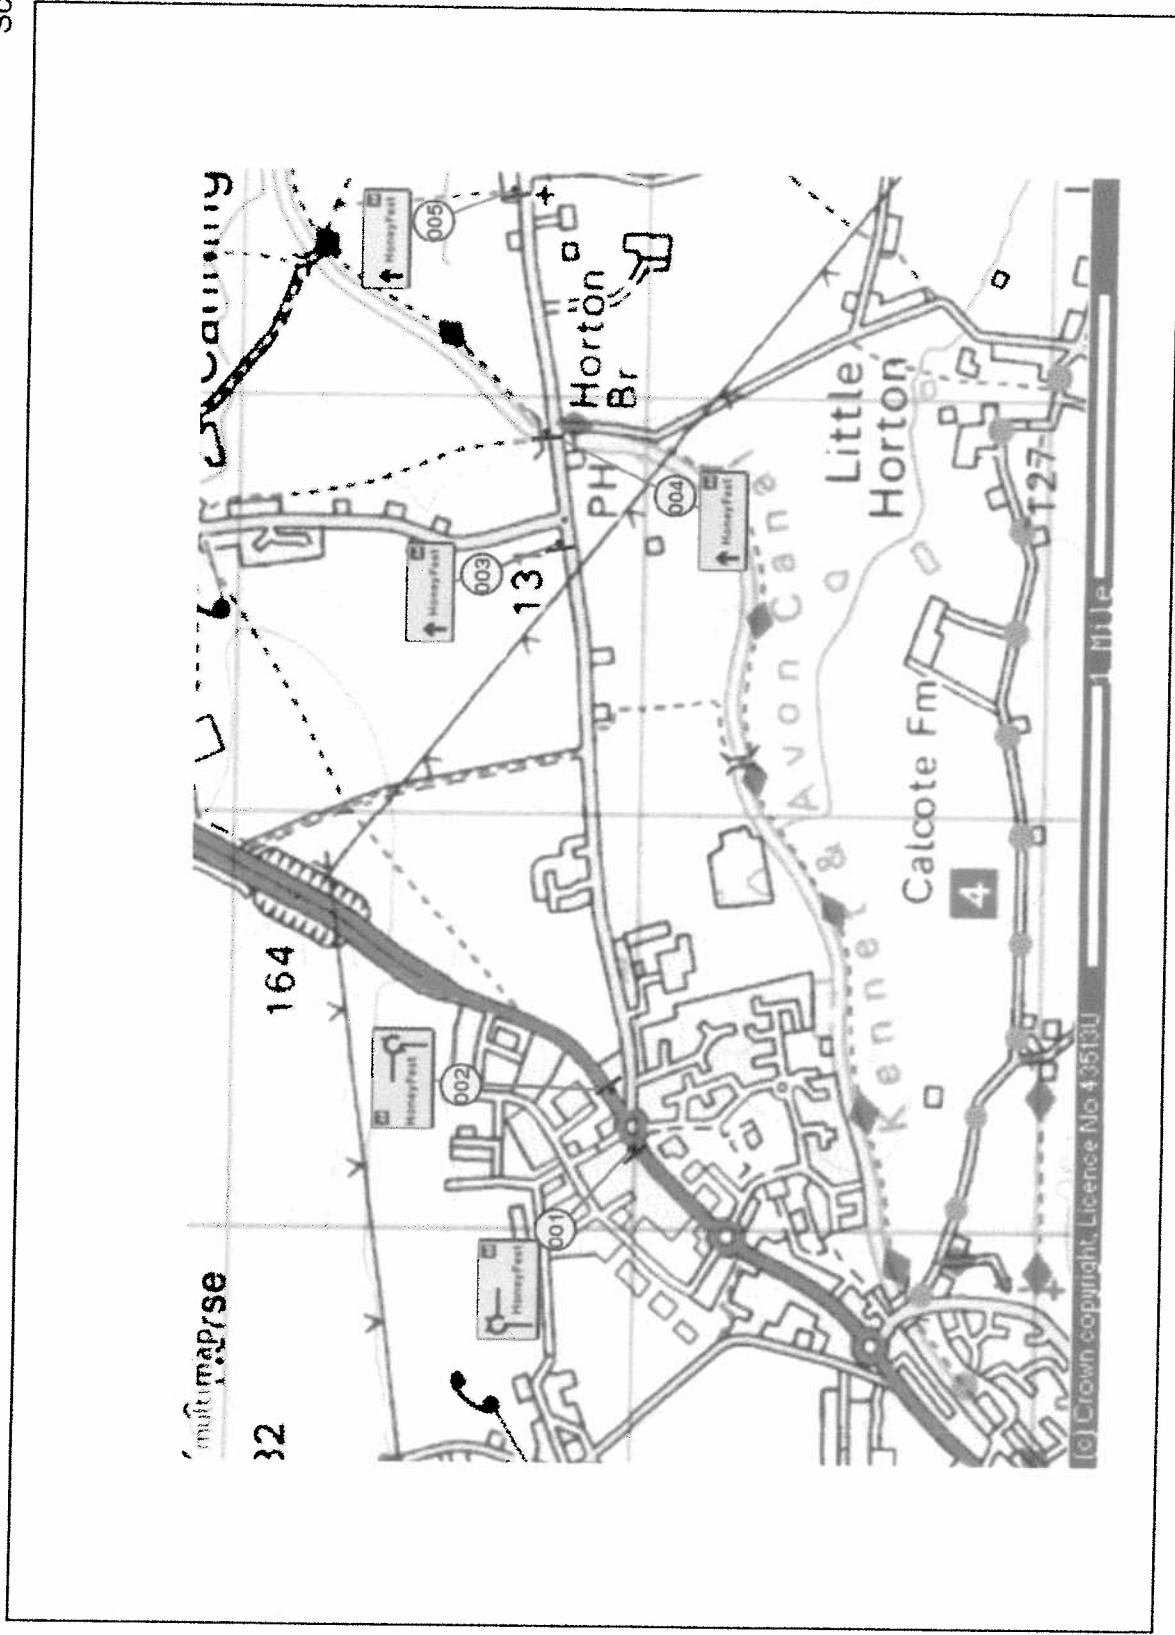 multimap
164
13
32
HoneyFest
001
HoneyFest
002
HoneyFest
003
HoneyFest
004
HoneyFest
005
Horton
Br
PH
Little
Horton
Kennet & Avon Cana
Calcote Fm
4
T27
1 Mile
(C) Crown copyright, Licence No 43513U